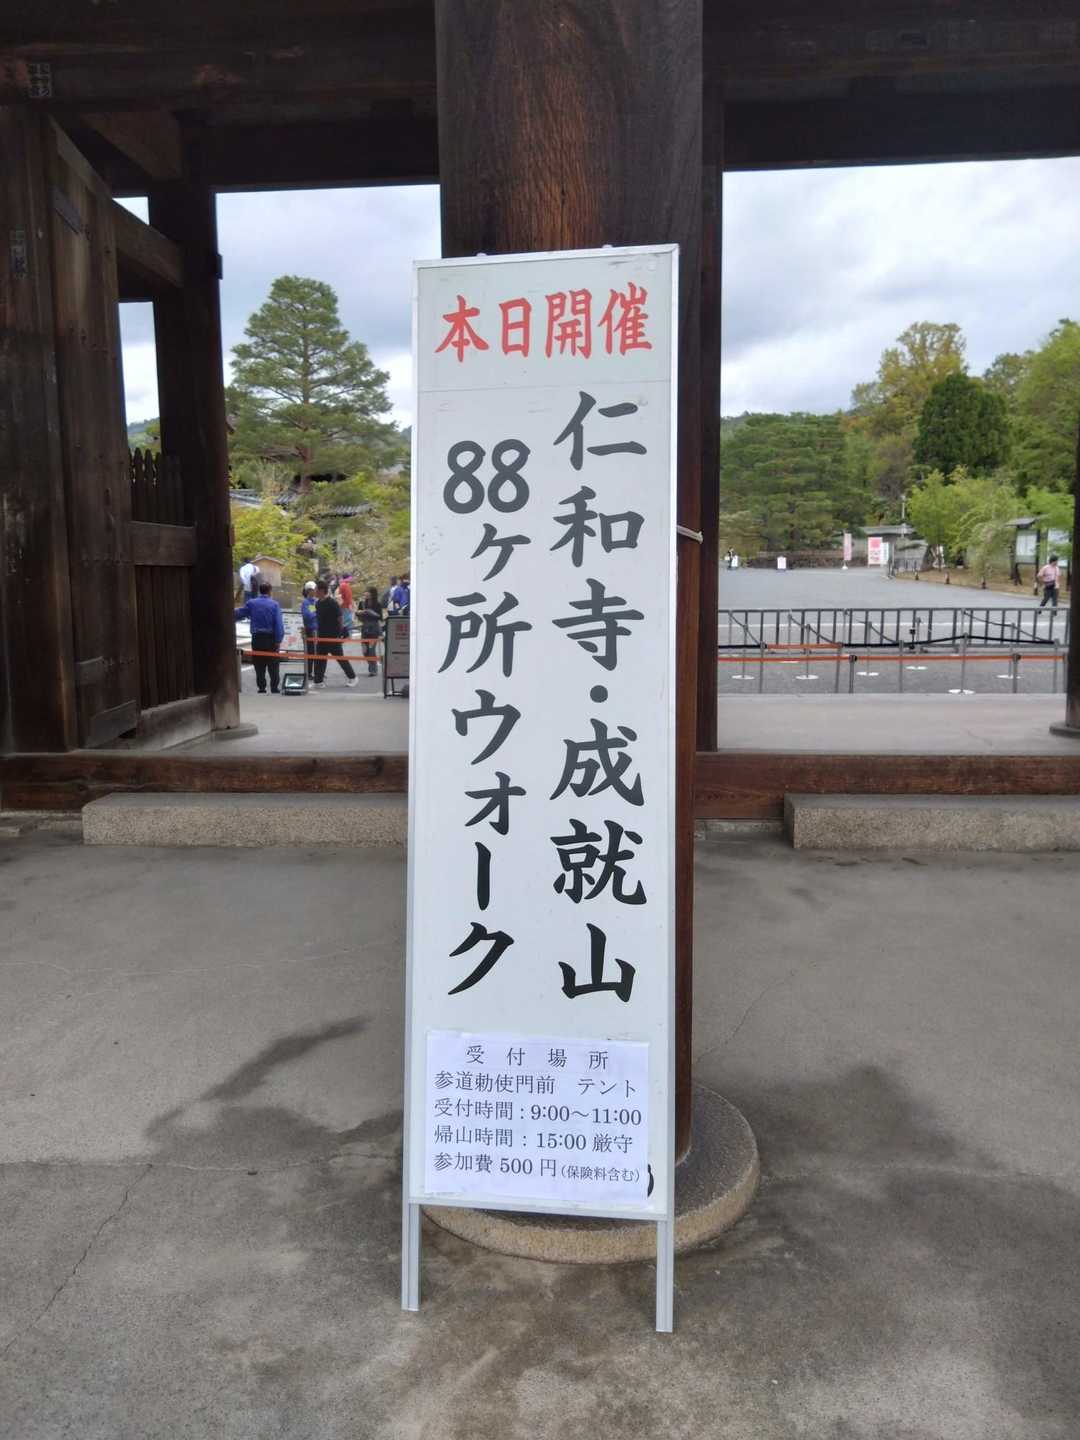 本日開催
仁和寺・成就山
88ヶ所ウォーク
受付場所
参道勅使門前　テント
受付時間：9:00～11:00
帰山時間：15:00 厳守
参加費 500 円（保険料含む）